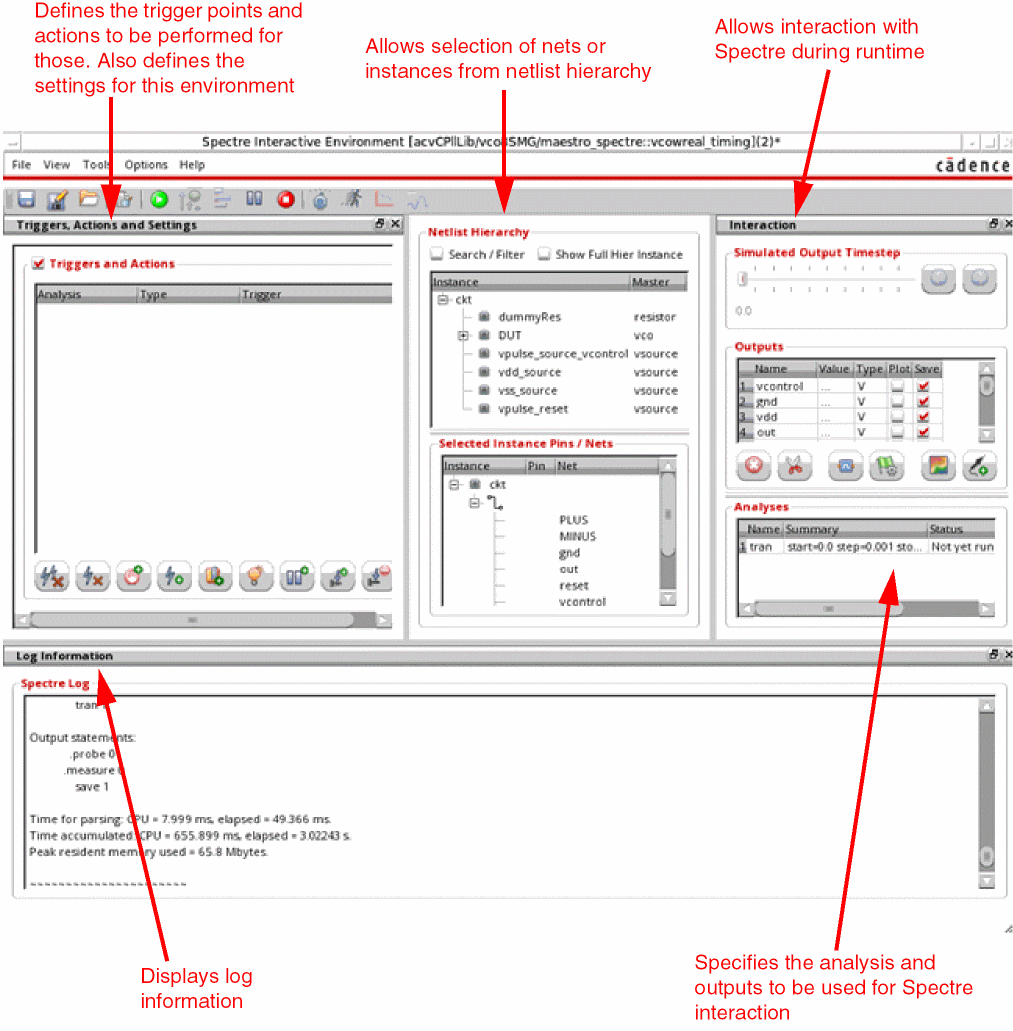 Defines the trigger points and
actions to be performed for
those. Also defines the
settings for this environment
Allows selection of nets or
instances from netlist hierarchy
Allows interaction with
Spectre during runtime
Spectre Interactive Environment [acvCPllLib/vco8SMG/maestro_spectre::vcowreal_timing](2)*
File View Tools Options Help
cādence
Triggers, Actions and Settings
Triggers and Actions
Analysis Type Trigger
Netlist Hierarchy
Search / Filter Show Full Hier Instance
Instance Master
ckt
dummyRes resistor
DUT vco
vpulse_source_vcontrol vsource
vdd_source vsource
vss_source vsource
vpulse_reset vsource
Selected Instance Pins / Nets
Instance Pin Net
ckt
PLUS
MINUS
gnd
out
reset
vcontrol
Interaction
Simulated Output Timestep
0.0
Outputs
Name Value Type Plot Save
1 vcontrol ... V
2 gnd ... V
3 vdd ... V
4 out ... V
Analyses
Name Summary Status
1 tran start=0.0 step=0.001 sto... Not yet run
Log Information
Spectre Log
tran
Output statements:
.probe 0
.measure
save 1
Time for parsing: CPU = 7.999 ms, elapsed = 49.366 ms.
Time accumulated: CPU = 655.899 ms, elapsed = 3.02243 s.
Peak resident memory used = 65.8 Mbytes.
~~~~~~~~~~~~~~~~~~~~~~
Displays log
information
Specifies the analysis and
outputs to be used for Spectre
interaction